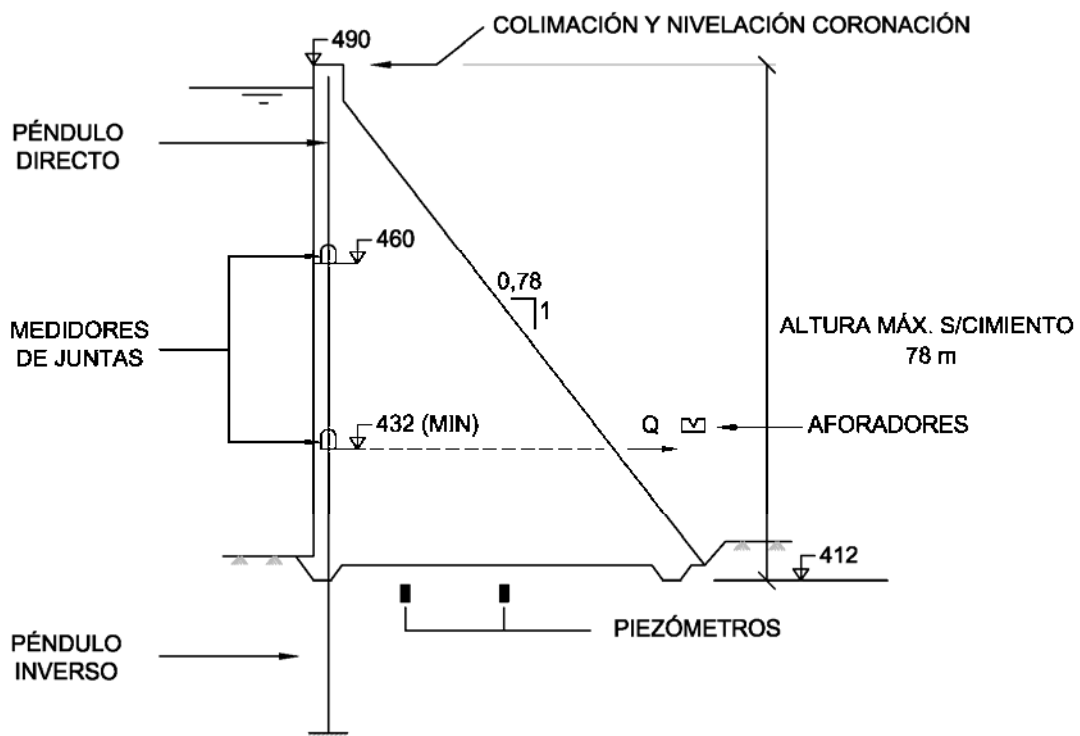 COLIMACIÓN Y NIVELACIÓN CORONACIÓN
490
PÉNDULO
DIRECTO
460
0,78
1
MEDIDORES
DE JUNTAS
ALTURA MÁX. S/CIMIENTO
78 m
432 (MIN)
Q
AFORADORES
412
PIEZÓMETROS
PÉNDULO
INVERSO